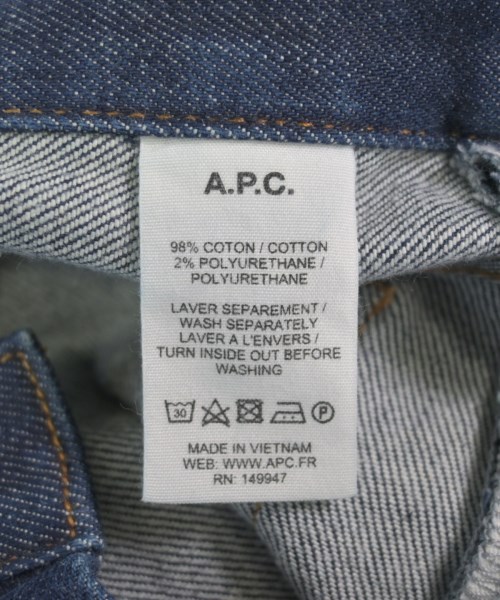 A.P.C.
98% COTON / COTTON
2% POLYURETHANE /
POLYURETHANE
LAVER SEPAREMENT /
WASH SEPARATELY
LAVER A L'ENVERS /
TURN INSIDE OUT BEFORE
WASHING
30 P
MADE IN VIETNAM
WEB: WWW.APC.FR
RN: 149947